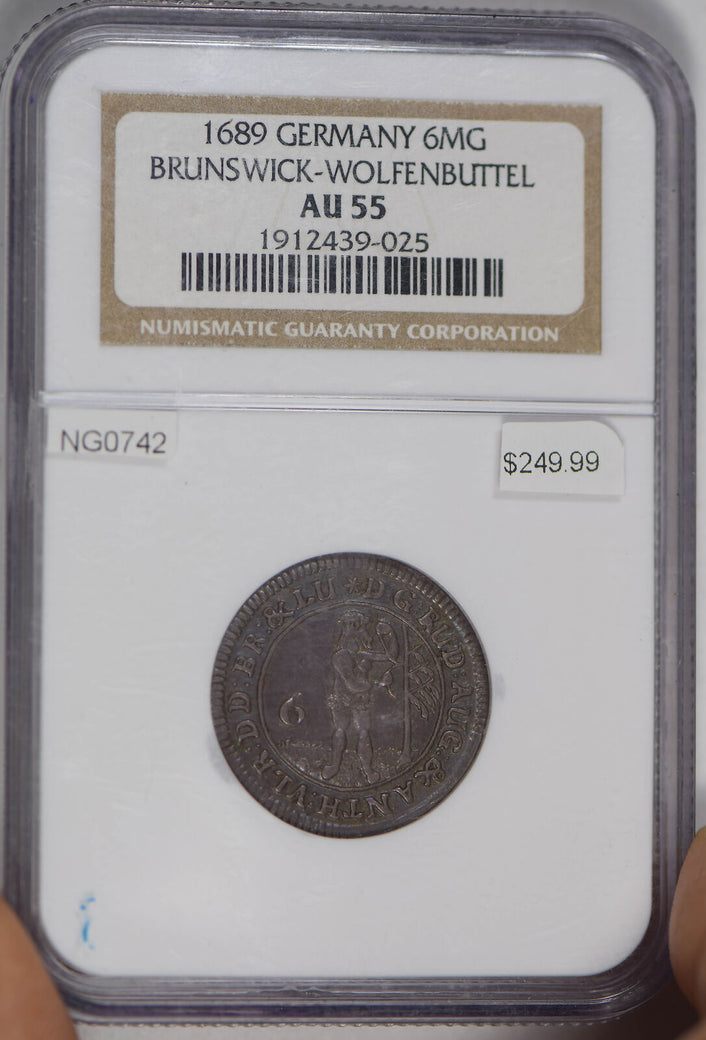 1689 GERMANY 6MG
BRUNSWICK-WOLFENBUTTEL
AU 55
1912439-025
NUMISMATIC GUARANTY CORPORATION
NG0742
$249.99
D:G:RUD:AUG:&ANTH:VLR:D D:BR:&LU
6